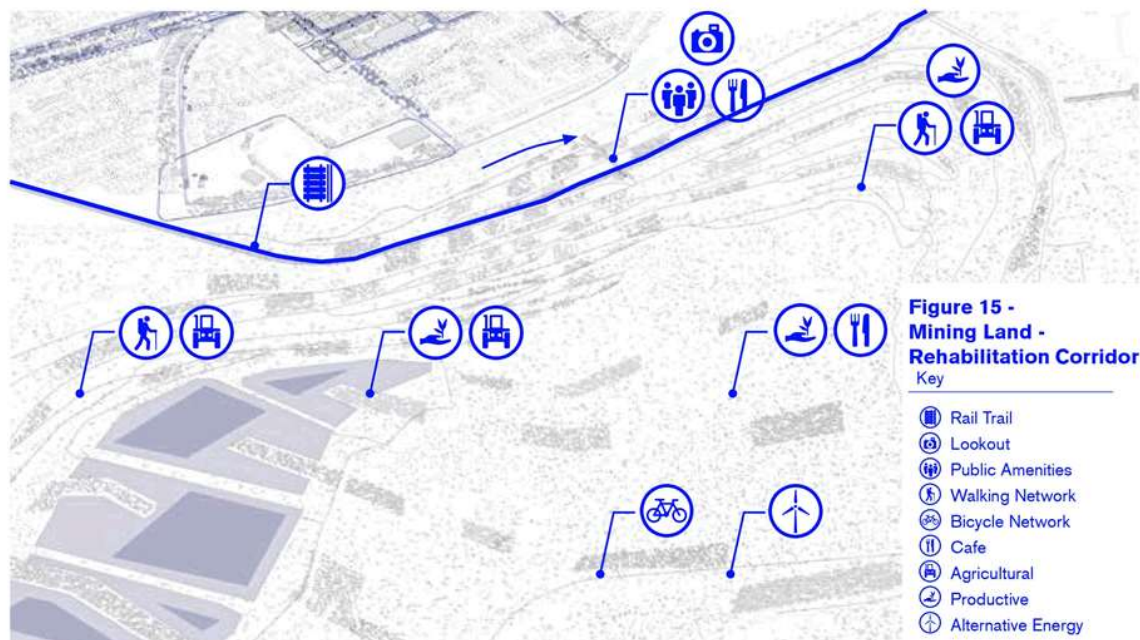 Figure 15 -
Mining Land -
Rehabilitation Corridor
Key
Rail Trail
Lookout
Public Amenities
Walking Network
Bicycle Network
Cafe
Agricultural
Productive
Alternative Energy